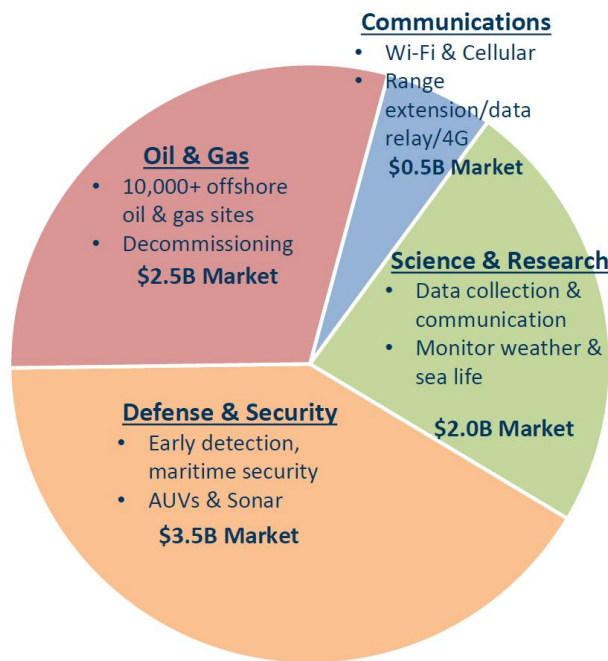 Communications
• Wi-Fi & Cellular
• Range
extension/data
relay/4G
$0.5B Market
Oil & Gas
• 10,000+ offshore
oil & gas sites
• Decommissioning
$2.5B Market
Science & Research
• Data collection &
communication
• Monitor weather &
sea life
$2.0B Market
Defense & Security
• Early detection,
maritime security
• AUVs & Sonar
$3.5B Market